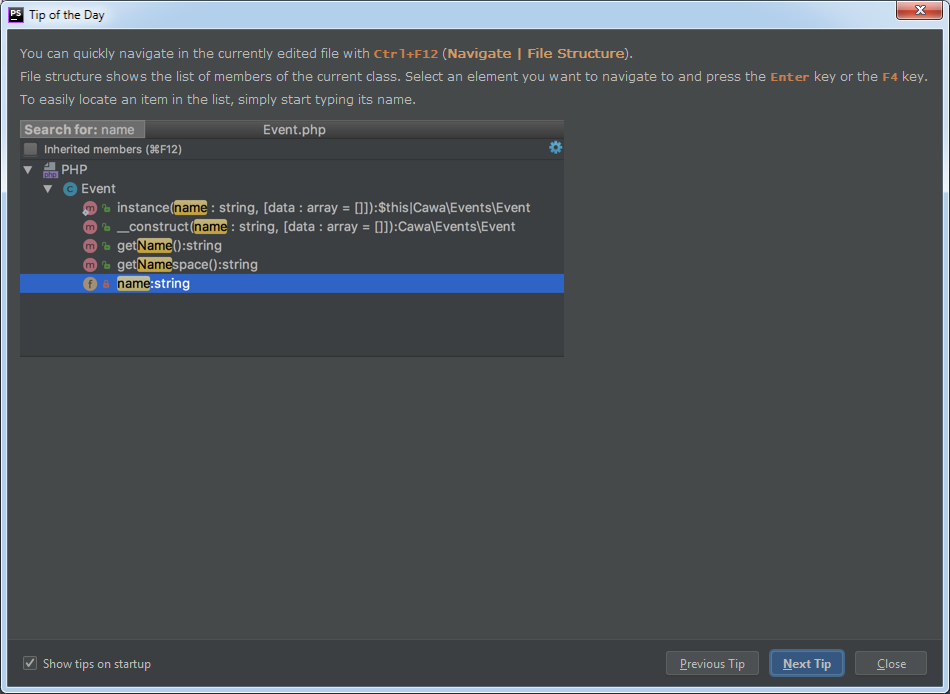 PS Tip of the Day
You can quickly navigate in the currently edited file with Ctrl+F12 (Navigate | File Structure).
File structure shows the list of members of the current class. Select an element you want to navigate to and press the Enter key or the F4 key.
To easily locate an item in the list, simply start typing its name.
Search for: name Event.php
Inherited members (⌘F12)
php PHP
C Event
m instance(name : string, [data : array = []]):$this|Cawa\Events\Event
m __construct(name : string, [data : array = []]):Cawa\Events\Event
m getName():string
m getNamespace():string
f name:string
Show tips on startup Previous Tip Next Tip Close